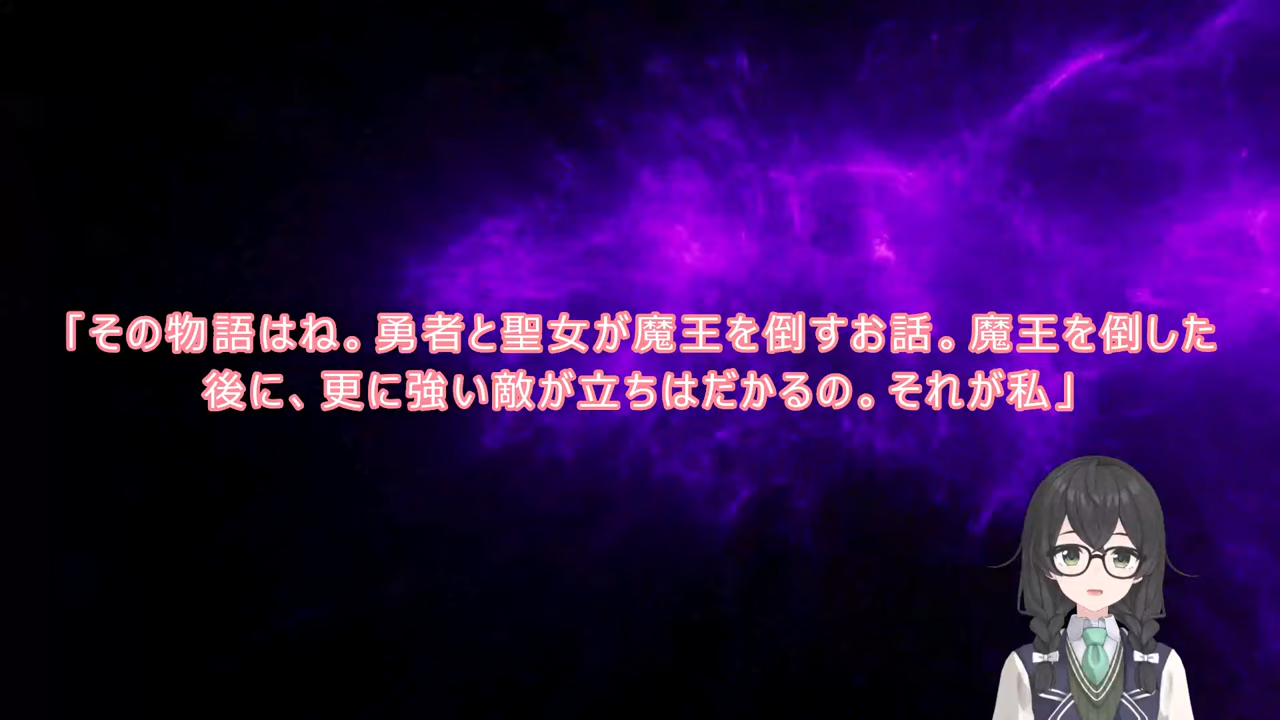 「その物語はね。勇者と聖女が魔王を倒すお話。魔王を倒した
後に、更に強い敵が立ちはだかるの。それが私」